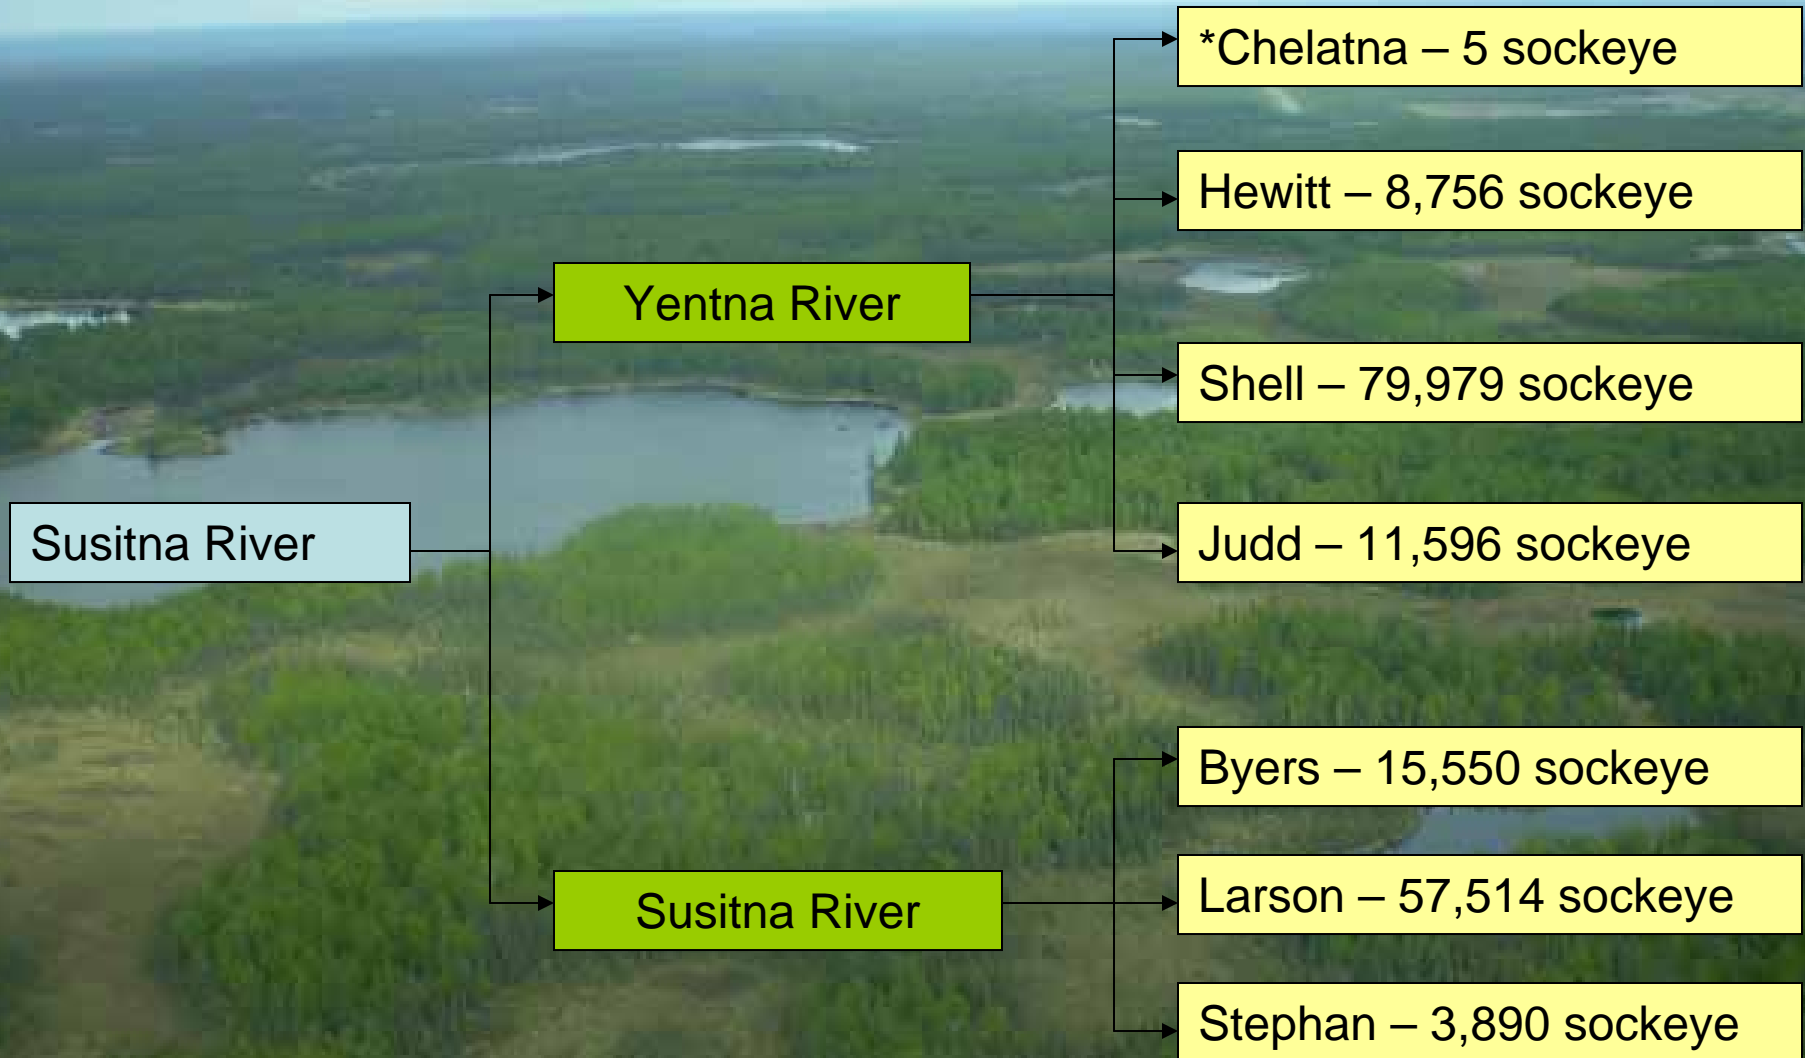 *Chelatna – 5 sockeye
Hewitt – 8,756 sockeye
Yentna River
Shell – 79,979 sockeye
Susitna River
Judd – 11,596 sockeye
Byers – 15,550 sockeye
Susitna River
Larson – 57,514 sockeye
Stephan – 3,890 sockeye